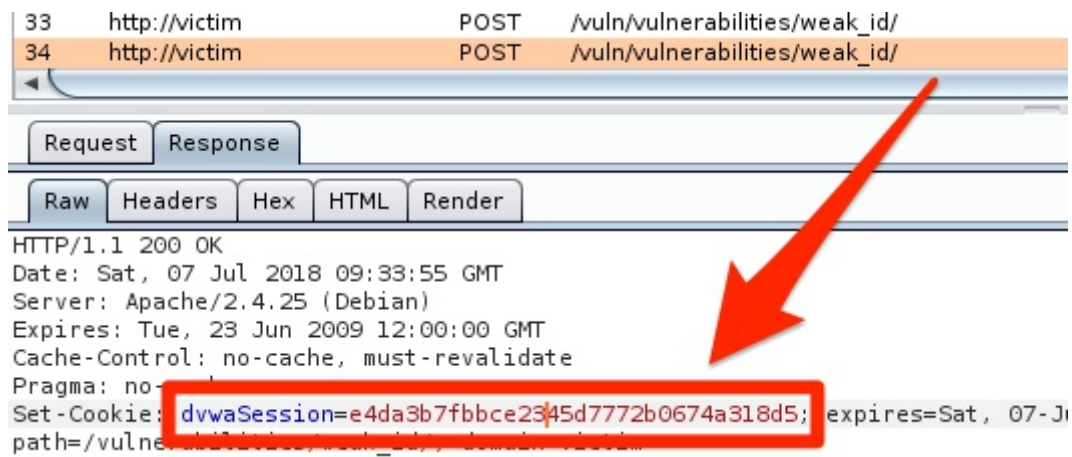 33 http://victim POST /vuln/vulnerabilities/weak_id/
34 http://victim POST /vuln/vulnerabilities/weak_id/
Request Response
Raw Headers Hex HTML Render
HTTP/1.1 200 OK
Date: Sat, 07 Jul 2018 09:33:55 GMT
Server: Apache/2.4.25 (Debian)
Expires: Tue, 23 Jun 2009 12:00:00 GMT
Cache-Control: no-cache, must-revalidate
Pragma:
Set-Cookie: dvwaSession=e4da3b7fbbce2345d7772b0674a318d5; expires=Sat, 07-Ju